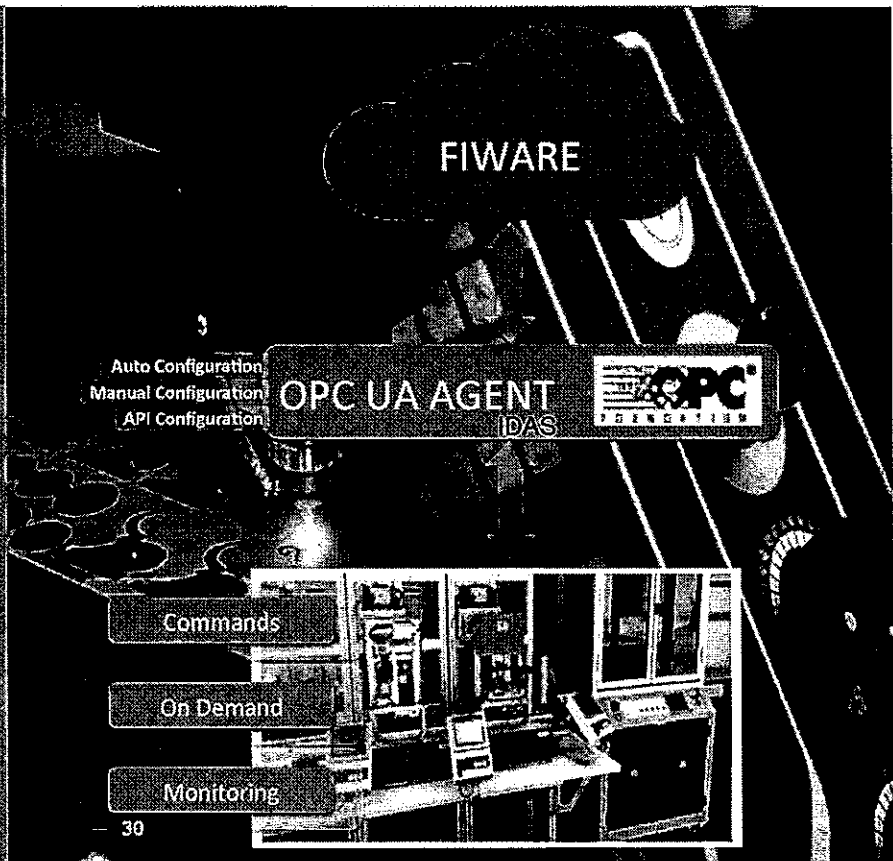 FIWARE
Auto Configuration
Manual Configuration
API Configuration
OPC UA AGENT
IDAS
OPC
Commands
On Demand
Monitoring
30